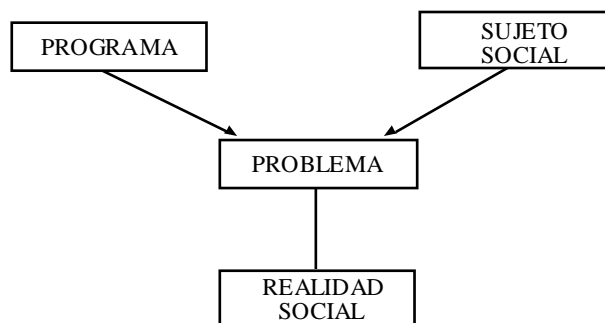 PROGRAMA
SUJETO
SOCIAL
PROBLEMA
REALIDAD
SOCIAL